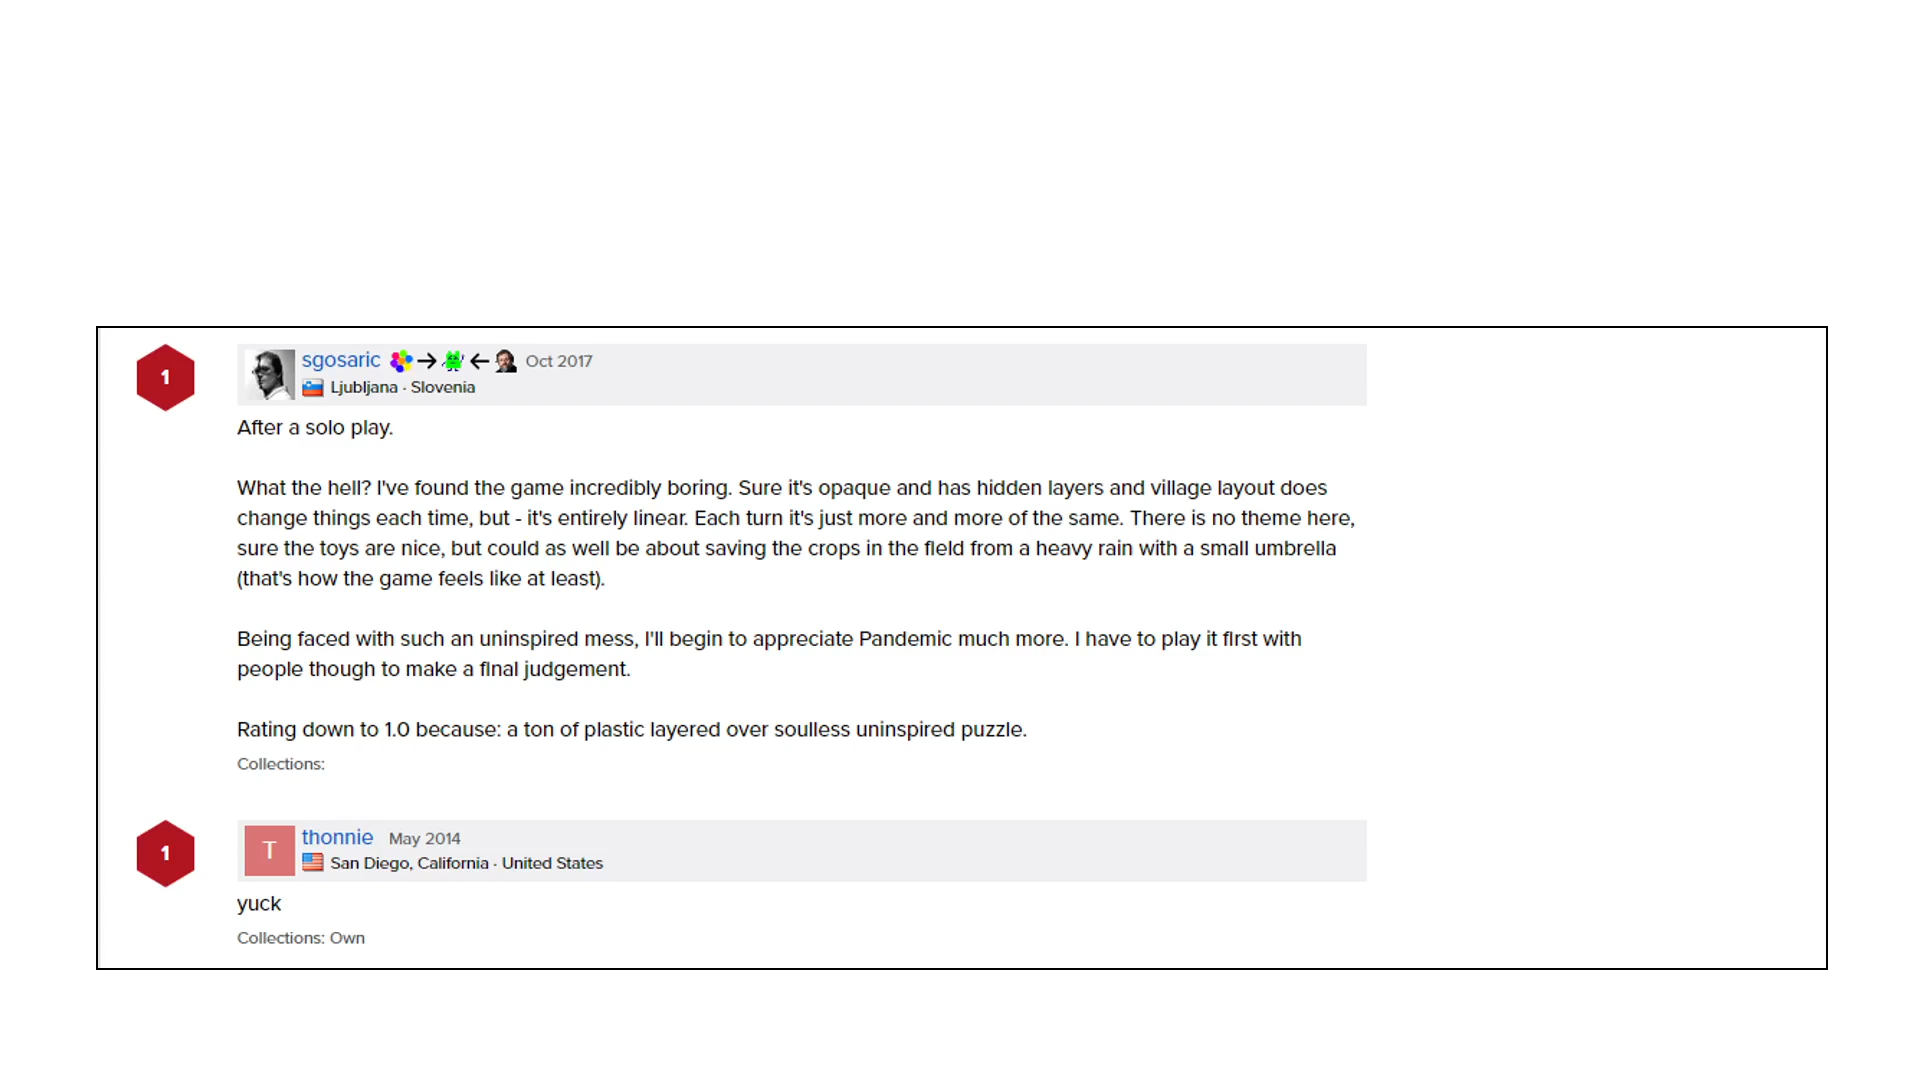 1
sgosaric Oct 2017
Ljubljana · Slovenia
After a solo play.
What the hell? I've found the game incredibly boring. Sure it's opaque and has hidden layers and village layout does
change things each time, but - it's entirely linear. Each turn it's just more and more of the same. There is no theme here,
sure the toys are nice, but could as well be about saving the crops in the field from a heavy rain with a small umbrella
(that's how the game feels like at least).
Being faced with such an uninspired mess, I'll begin to appreciate Pandemic much more. I have to play it first with
people though to make a final judgement.
Rating down to 1.0 because: a ton of plastic layered over soulless uninspired puzzle.
Collections:
1
T
thonnie May 2014
San Diego, California · United States
yuck
Collections: Own